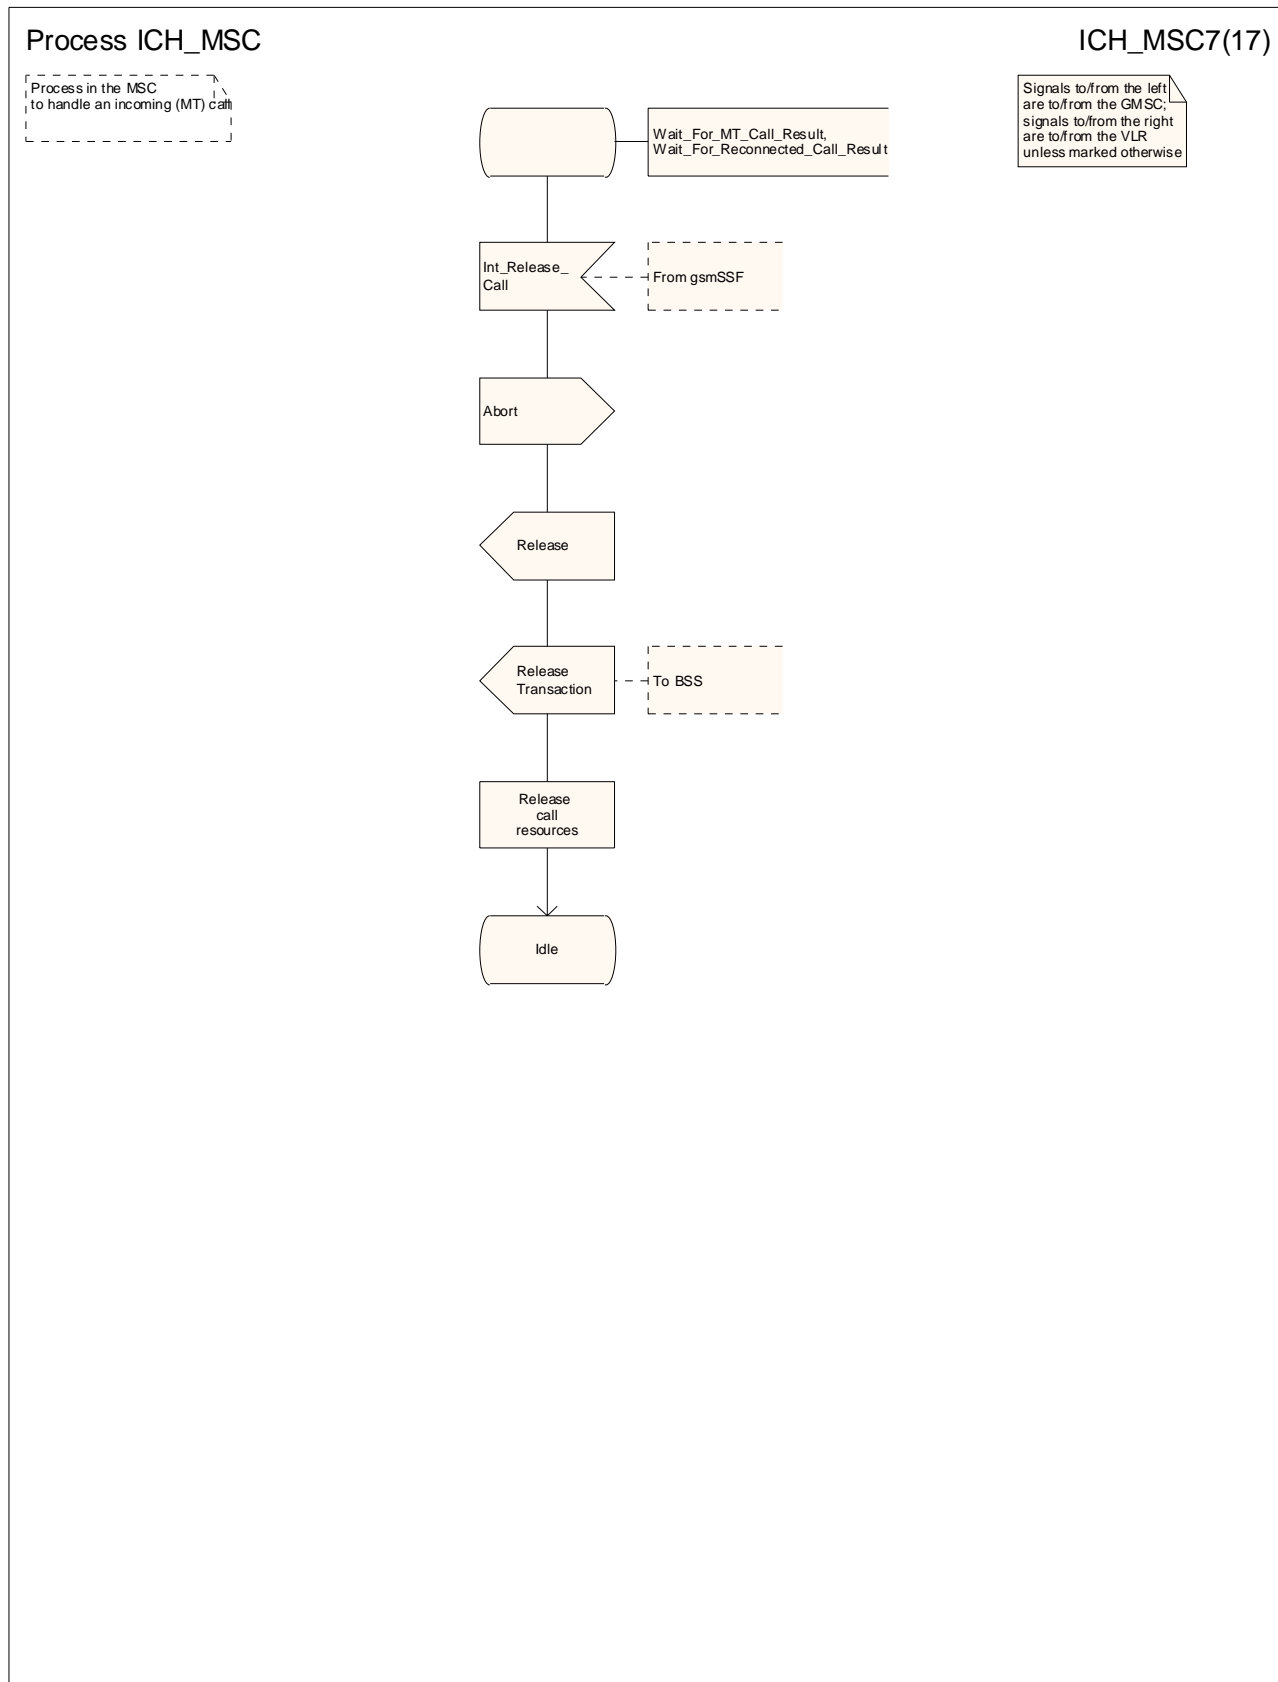 Process ICH_MSC
ICH_MSC7(17)
Process in the MSC
to handle an incoming (MT) call
Signals to/from the left
are to/from the GMSC;
signals to/from the right
are to/from the VLR
unless marked otherwise
Wait_For_MT_Call_Result,
Wait_For_Reconnected_Call_Result
Int_Release_
Call
From gsmSSF
Abort
Release
Release
Transaction
To BSS
Release
call
resources
Idle